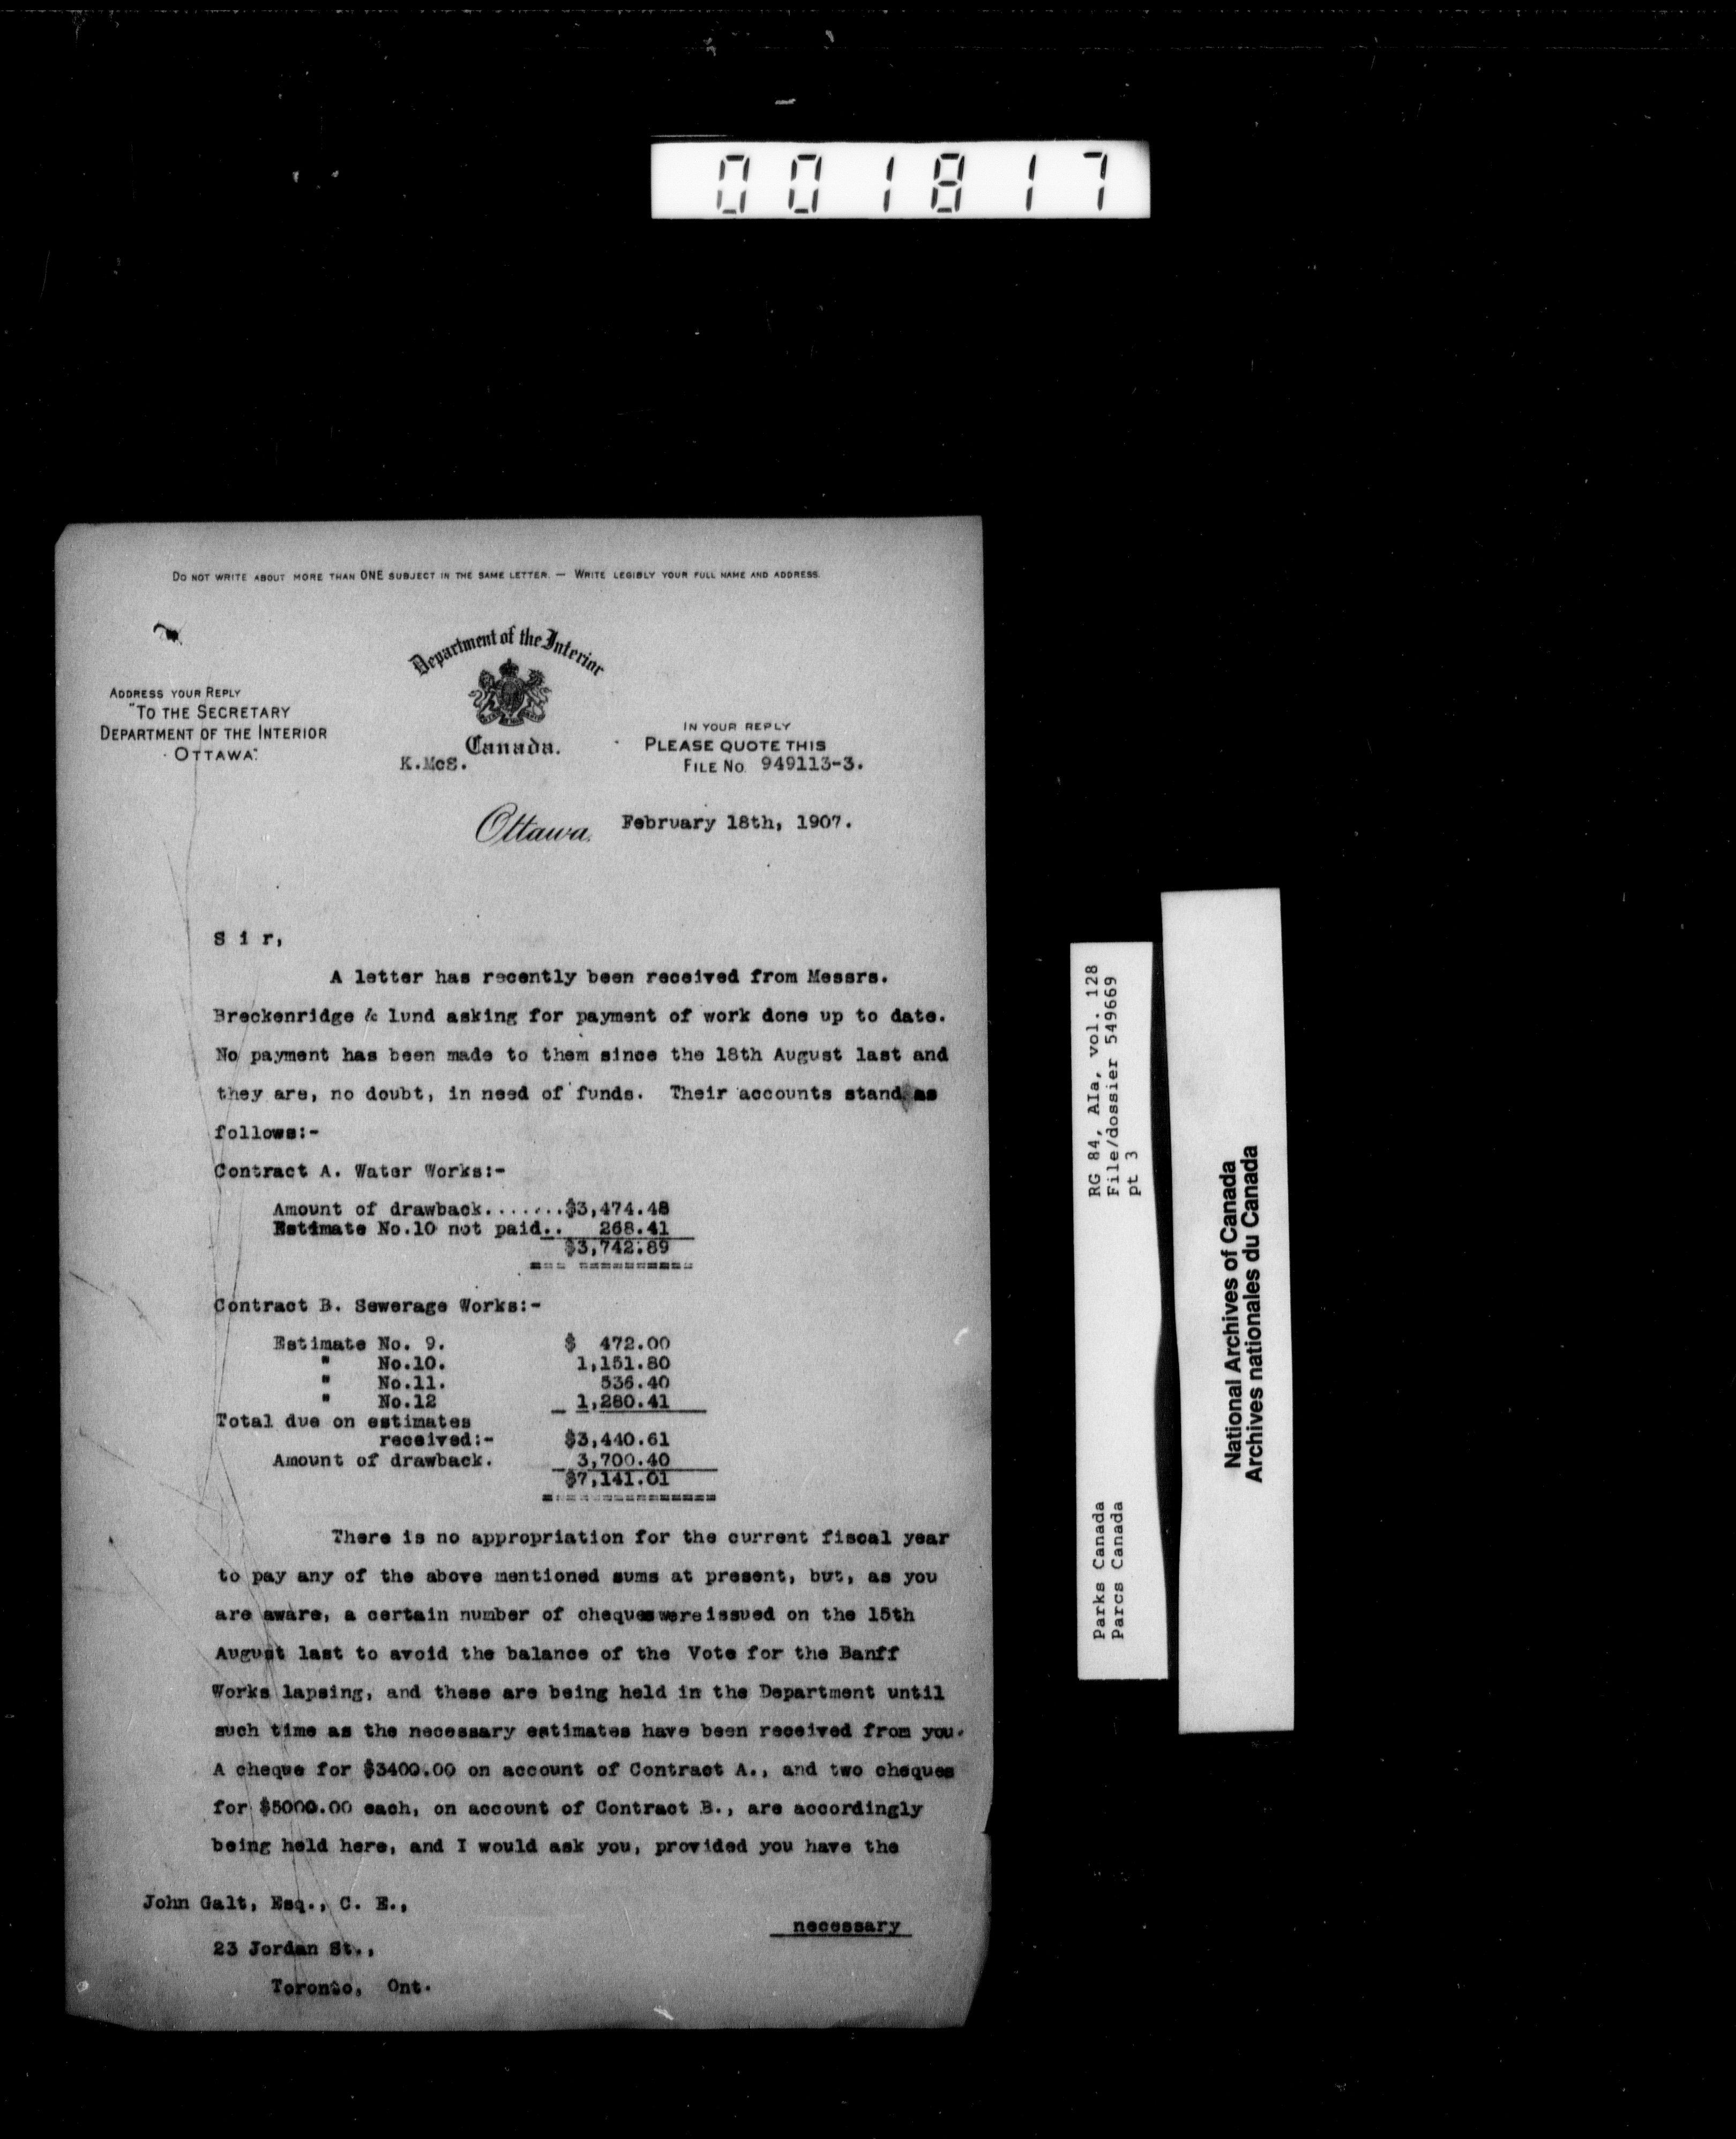 001817
DO NOT WRITE ABOUT MORE THAN ONE SUBJECT IN THE SAME LETTER. — WRITE LEGIBLY YOUR FULL NAME AND ADDRESS.
Department of the Interior
Canada.
ADDRESS YOUR REPLY
"TO THE SECRETARY
DEPARTMENT OF THE INTERIOR
OTTAWA."
IN YOUR REPLY
PLEASE QUOTE THIS
FILE No. 949113-3.
K.McS.
Ottawa, February 18th, 1907.
S i r,
A letter has recently been received from Messrs.
Breckenridge & lund asking for payment of work done up to date.
No payment has been made to them since the 18th August last and
they are, no doubt, in need of funds. Their accounts stand as
follows:-
Contract A. Water Works:-
Amount of drawback.......$3,474.48
Estimate No.10 not paid.. 268.41
$3,742.89
Contract B. Sewerage Works:-
Estimate No. 9. $ 472.00
" No.10. 1,151.80
" No.11. 536.40
" No.12 1,280.41
Total due on estimates
received:- $3,440.61
Amount of drawback. 3,700.40
$7,141.01
There is no appropriation for the current fiscal year
to pay any of the above mentioned sums at present, but, as you
are aware, a certain number of cheques were issued on the 15th
August last to avoid the balance of the Vote for the Banff
Works lapsing, and these are being held in the Department until
such time as the necessary estimates have been received from you.
A cheque for $3400.00 on account of Contract A., and two cheques
for $5000.00 each, on account of Contract B., are accordingly
being held here, and I would ask you, provided you have the
necessary
John Galt, Esq., C. E.,
23 Jordan St.,
Toronto, Ont.
RG 84, AIa, vol. 128
File/dossier 549669
pt 3
Parks Canada
Parcs Canada
National Archives of Canada
Archives nationales du Canada